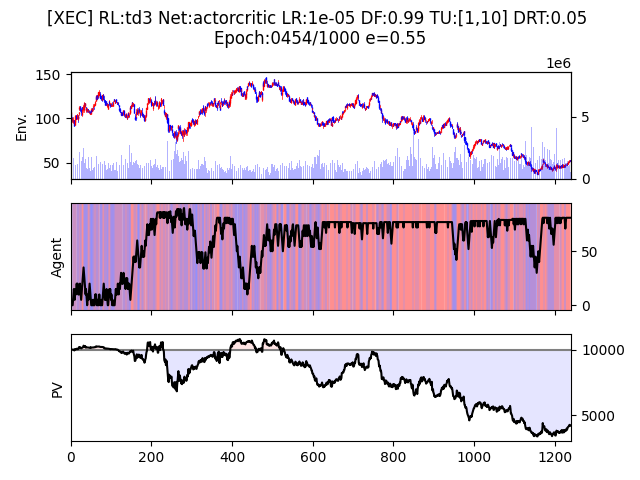 [XEC] RL:td3 Net:actorcritic LR:1e-05 DF:0.99 TU:[1,10] DRT:0.05
Epoch:0454/1000 e=0.55
1e6
150
100
50
Env.
5
0
Agent
50
0
PV
10000
5000
0
200
400
600
800
1000
1200